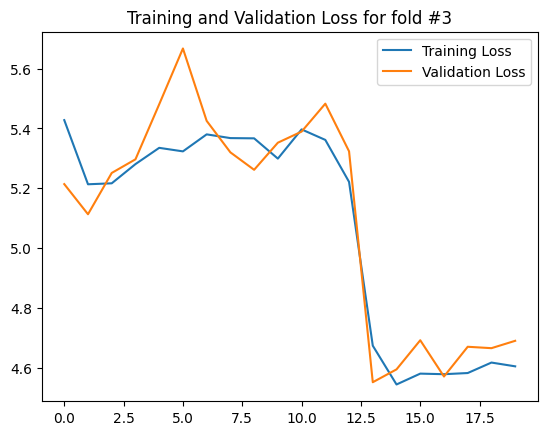 Training and Validation Loss for fold #3
Training Loss
Validation Loss
5.6
5.4
5.2
5.0
4.8
4.6
0.0 2.5 5.0 7.5 10.0 12.5 15.0 17.5